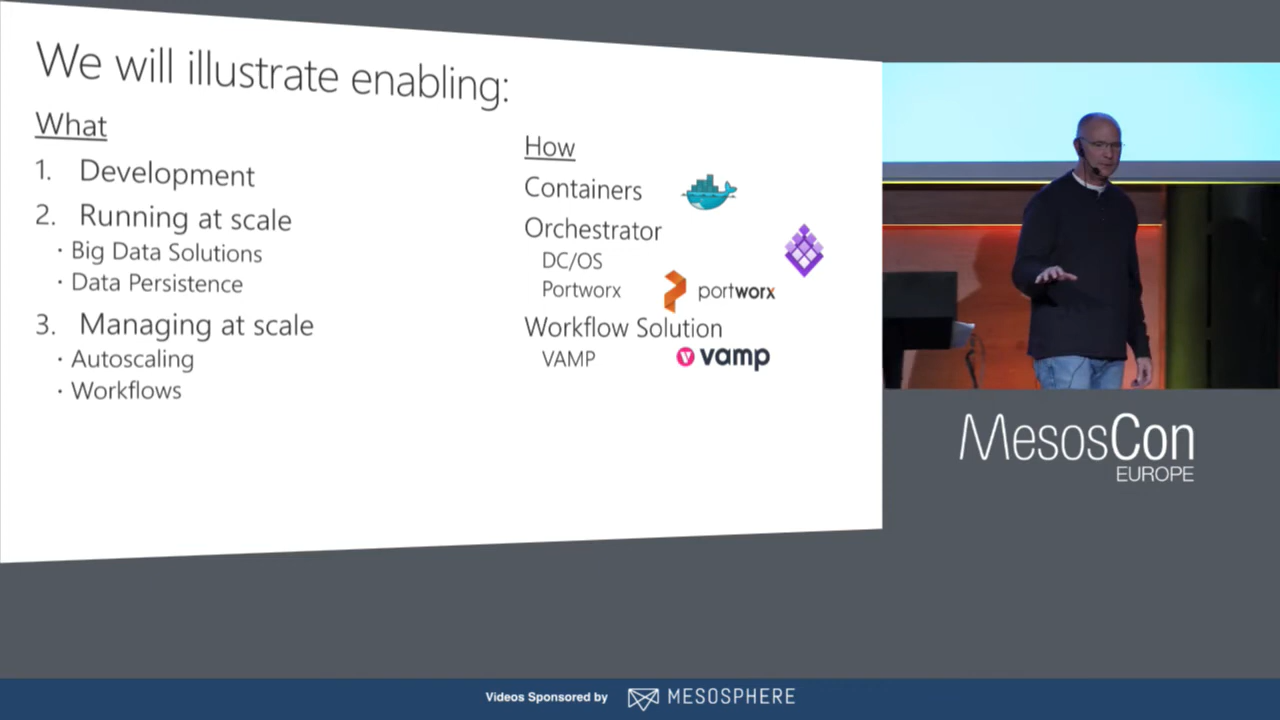 We will illustrate enabling:
What
1. Development
2. Running at scale
· Big Data Solutions
· Data Persistence
3. Managing at scale
· Autoscaling
· Workflows
How
Containers
Orchestrator
DC/OS
Portworx
portworx
Workflow Solution
VAMP
vamp
MesosCon
EUROPE
Videos Sponsored by MESOSPHERE